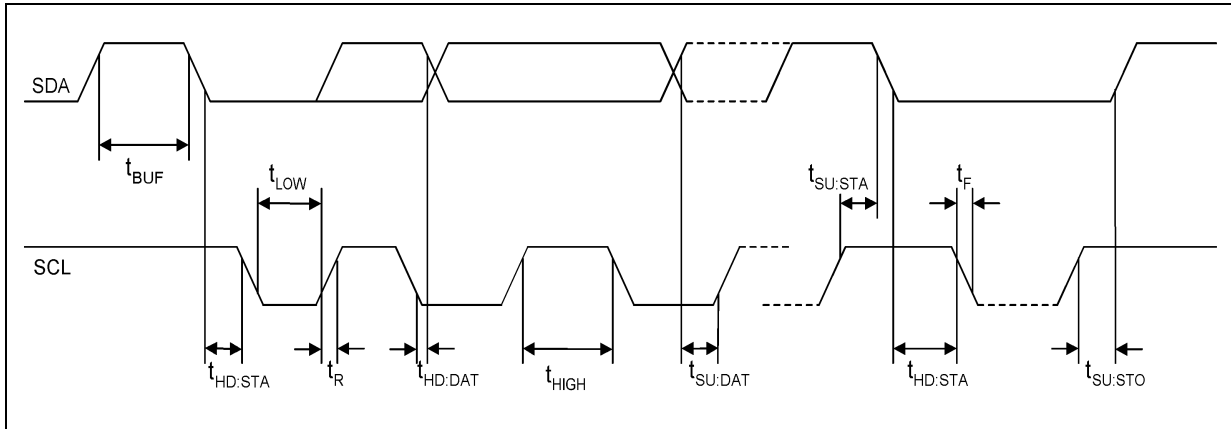 SDA
tBUF
tLOW
tSU:STA
tF
SCL
tHD:STA
tR
tHD:DAT
tHIGH
tSU:DAT
tHD:STA
tSU:STO